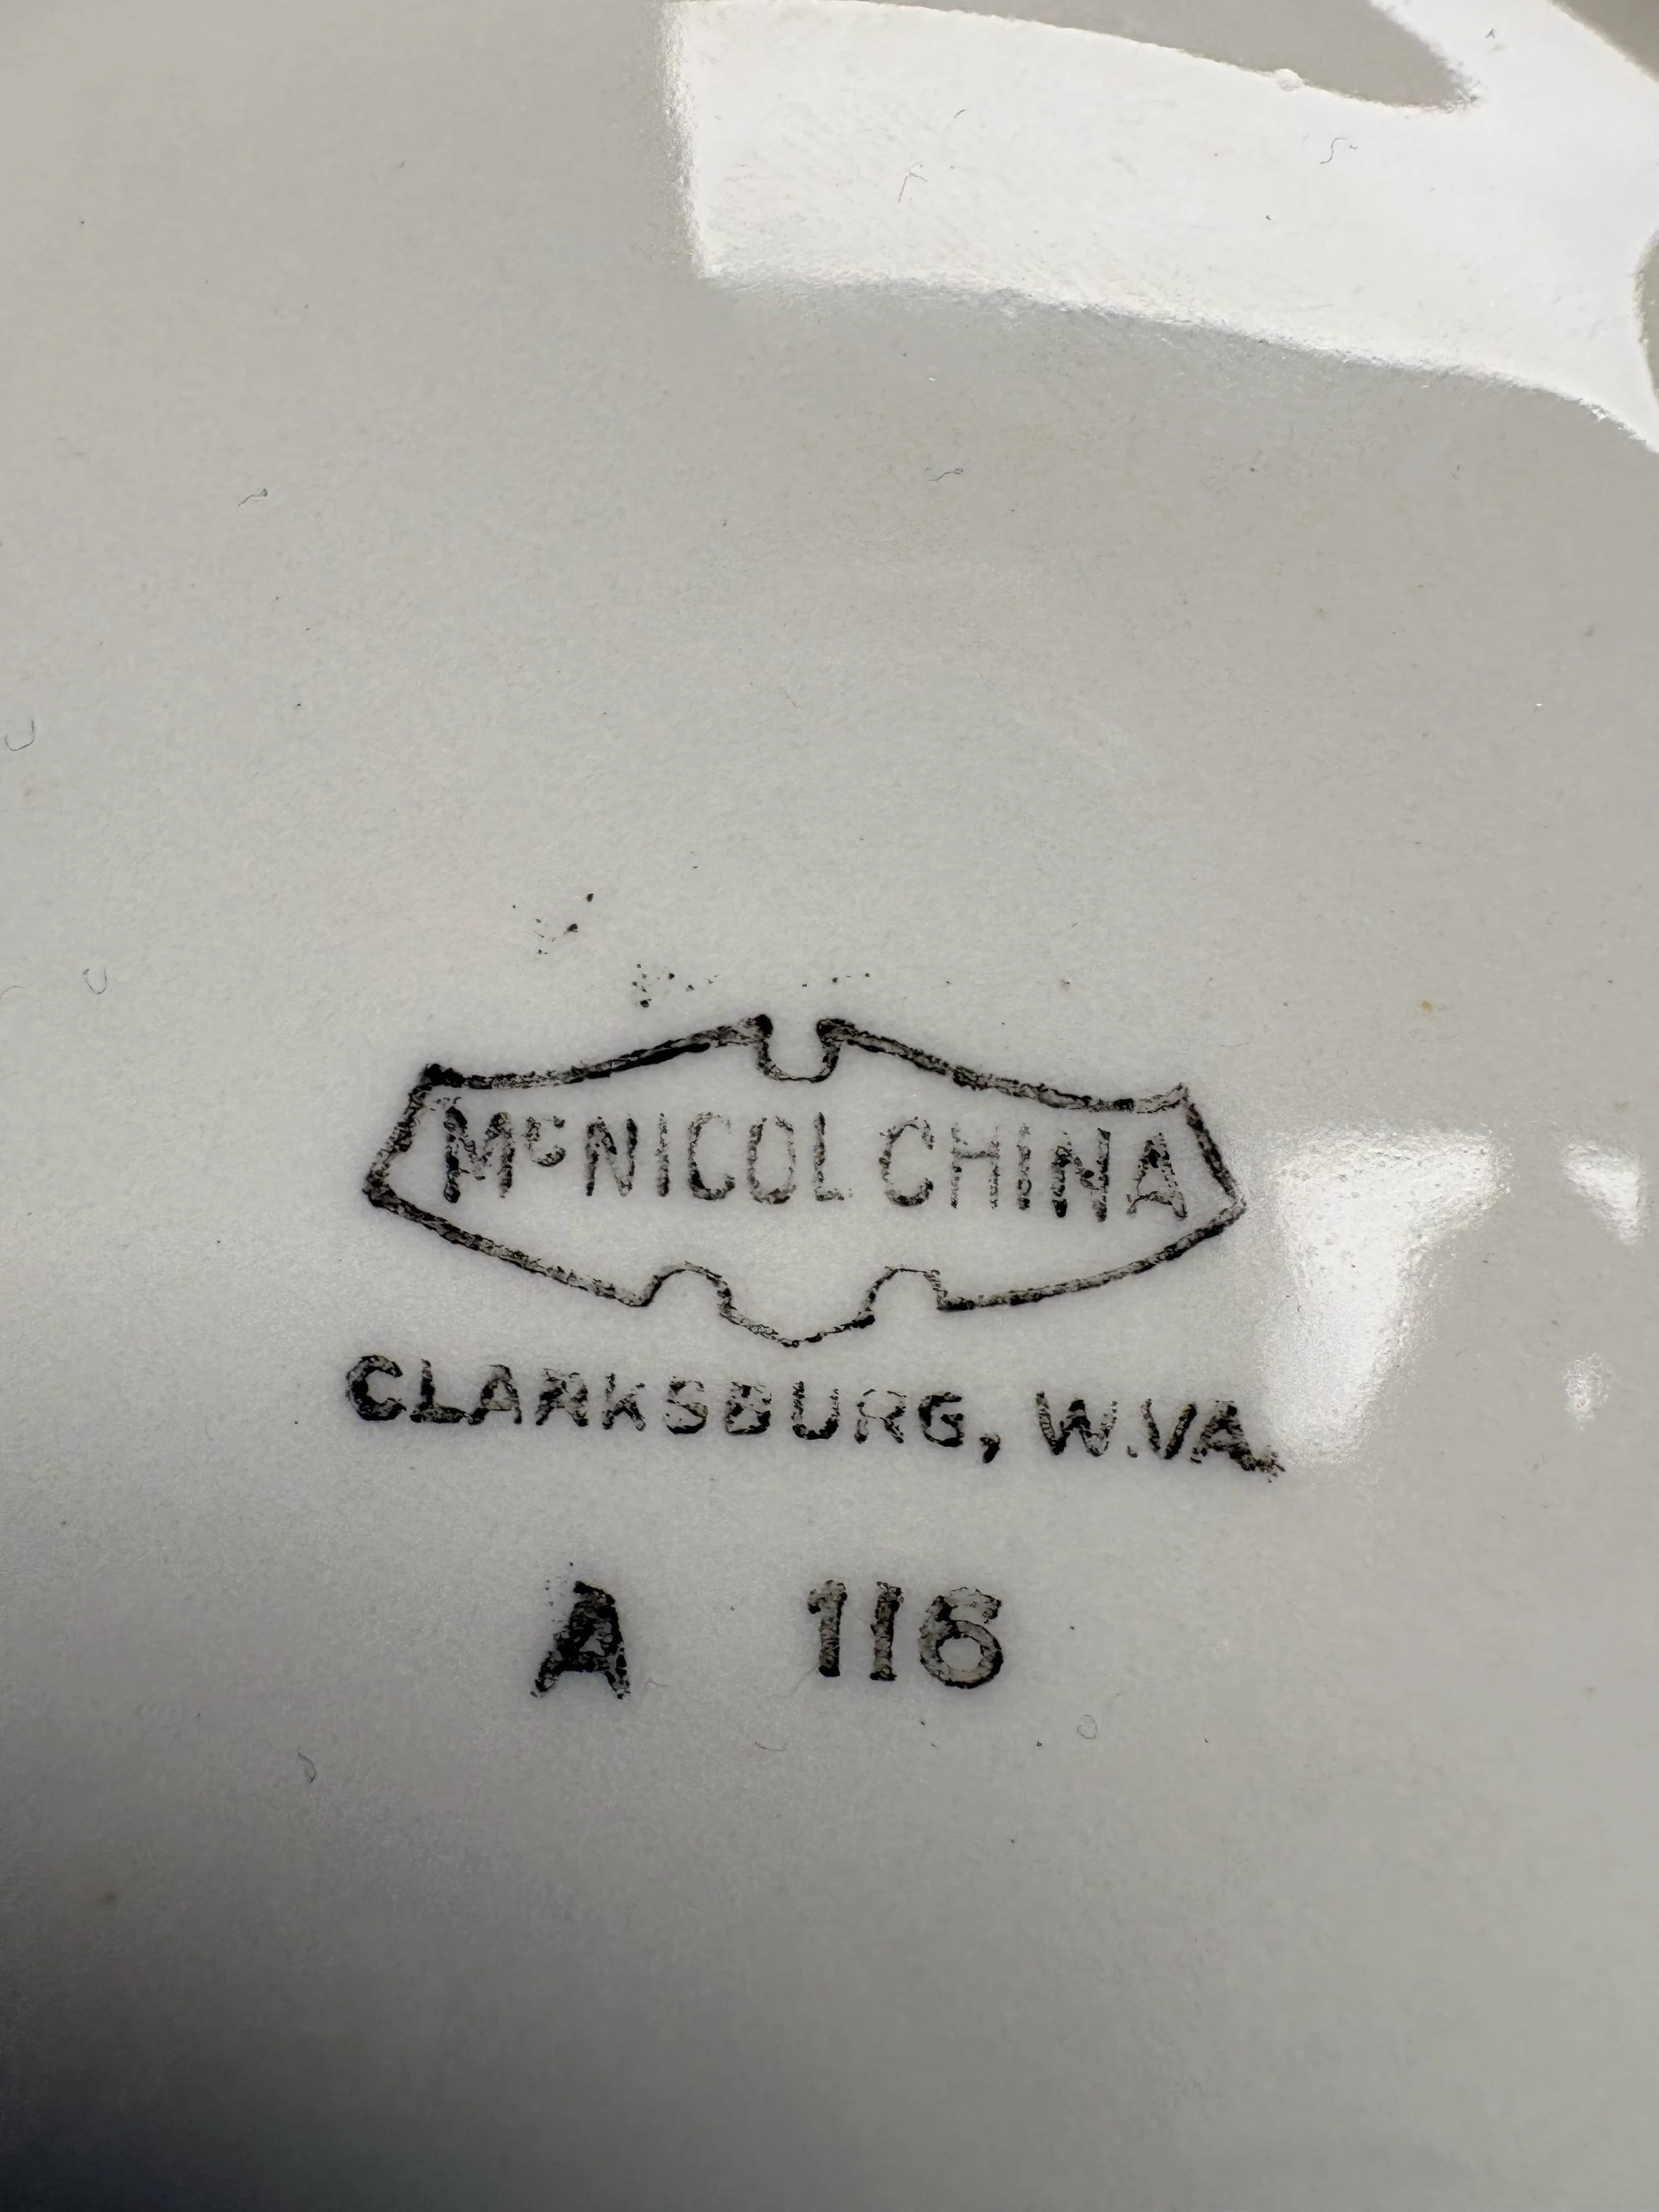 McNICOL CHINA
CLARKSBURG, W.VA.
A 116